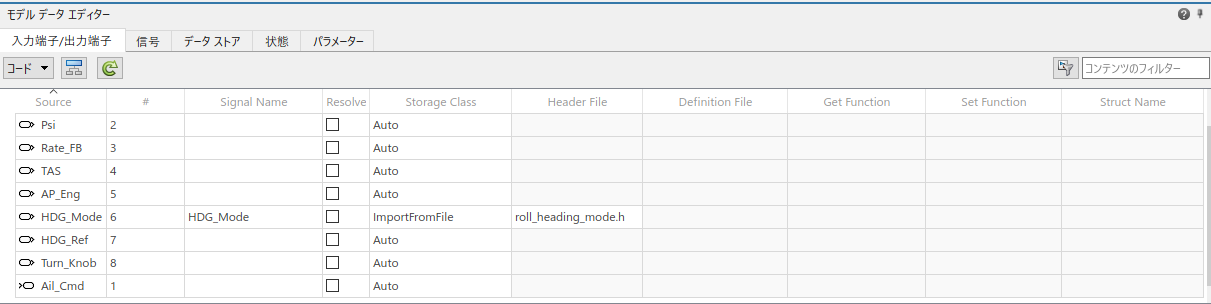 モデル データ エディター
入力端子/出力端子 信号 データ ストア 状態 パラメーター
コード コンテンツのフィルター
Source # Signal Name Resolve Storage Class Header File Definition File Get Function Set Function Struct Name
Psi 2 Auto
Rate_FB 3 Auto
TAS 4 Auto
AP_Eng 5 Auto
HDG_Mode 6 HDG_Mode ImportFromFile roll_heading_mode.h
HDG_Ref 7 Auto
Turn_Knob 8 Auto
Ail_Cmd 1 Auto